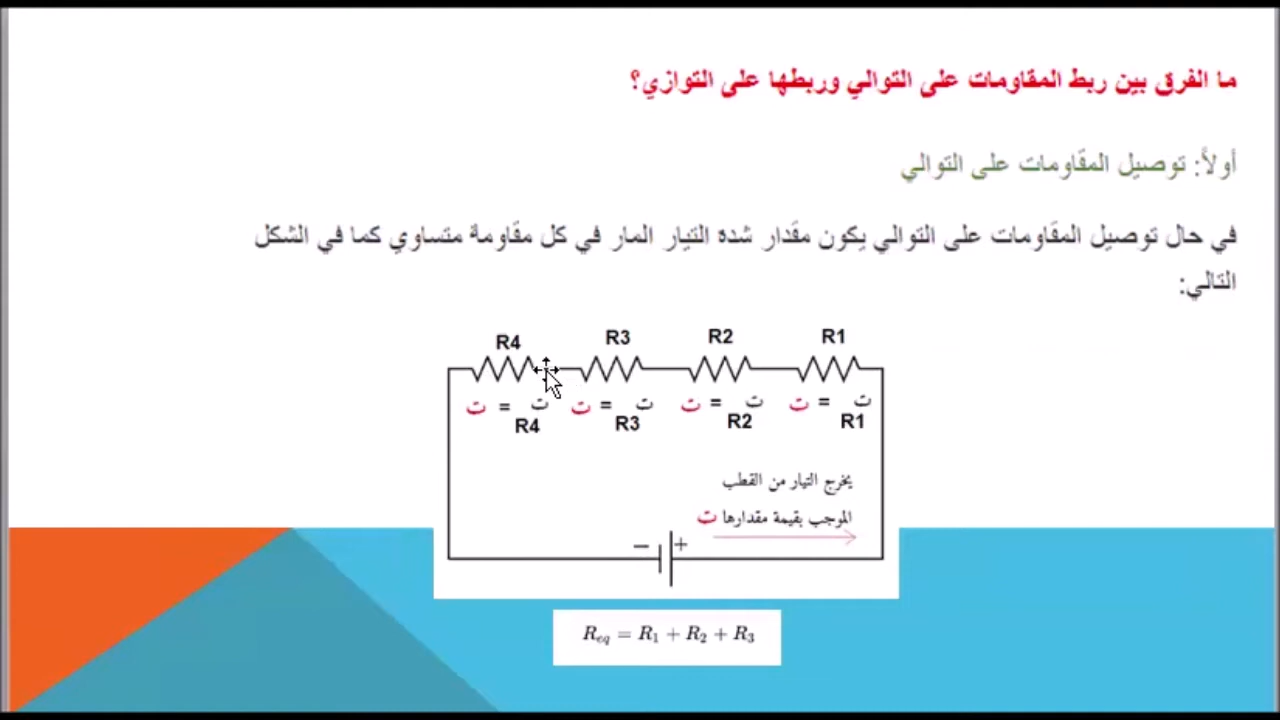 ما الفرق بين ربط المقاومات على التوالي وربطها على التوازي؟
أولاً: توصيل المقاومات على التوالي
في حال توصيل المقاومات على التوالي يكون مقدار شدة التيار المار في كل مقاومة متساوي كما في الشكل
التالي:
R4 R3 R2 R1
ت = ت R4 ت = ت R3 ت = ت R2 ت = ت R1
يخرج التيار من القطب
الموجب بقيمة مقدارها ت
− +
R_eq = R_1 + R_2 + R_3